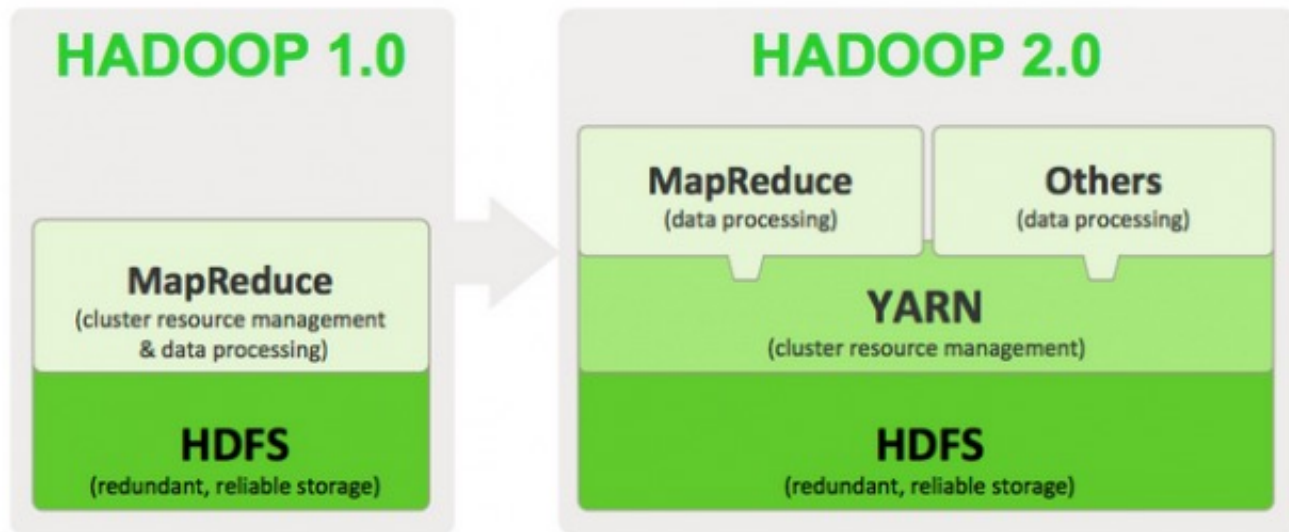 HADOOP 1.0
MapReduce
(cluster resource management
& data processing)
HDFS
(redundant, reliable storage)
HADOOP 2.0
MapReduce
(data processing)
Others
(data processing)
YARN
(cluster resource management)
HDFS
(redundant, reliable storage)